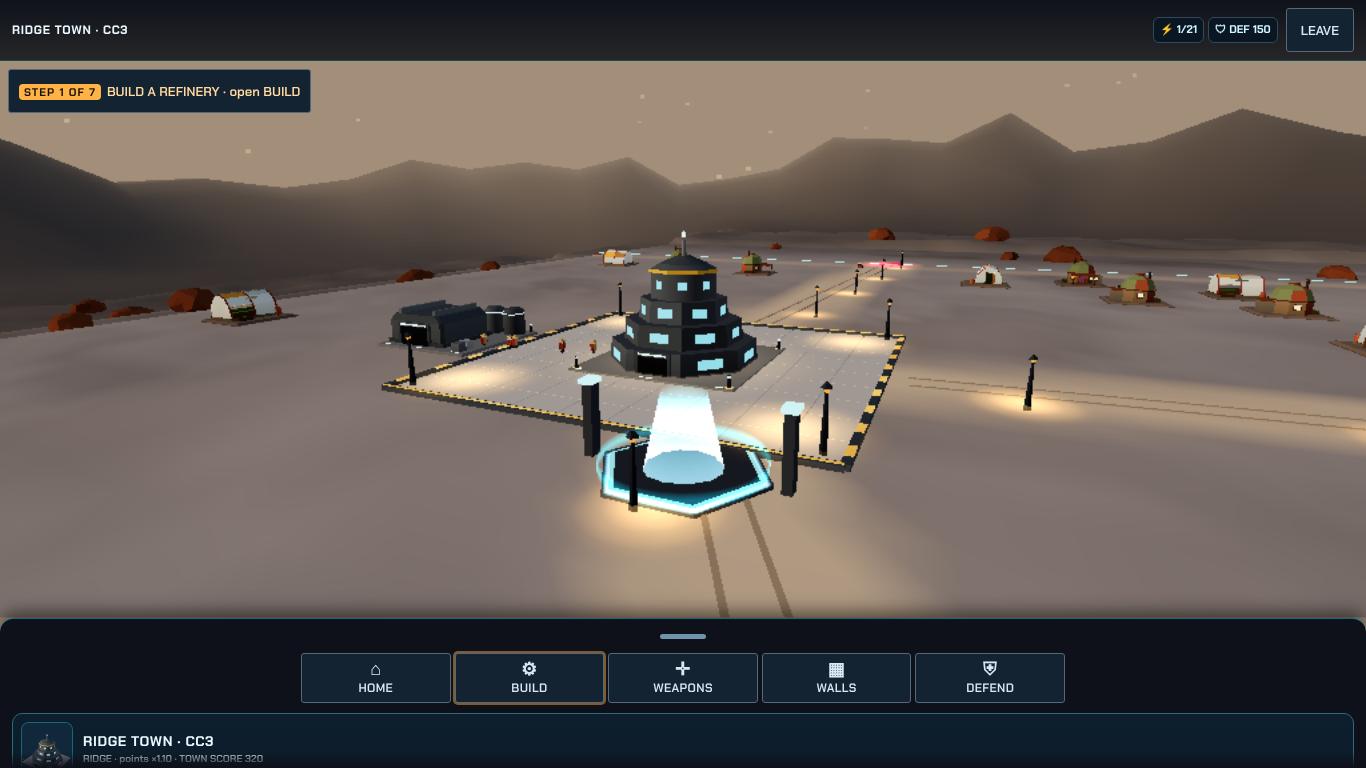 RIDGE TOWN · CC3
⚡ 1/21
🛡 DEF 150
LEAVE
STEP 1 OF 7 BUILD A REFINERY · open BUILD
HOME
BUILD
WEAPONS
WALLS
DEFEND
RIDGE TOWN · CC3
RIDGE · points ×1.10 · TOWN SCORE 320